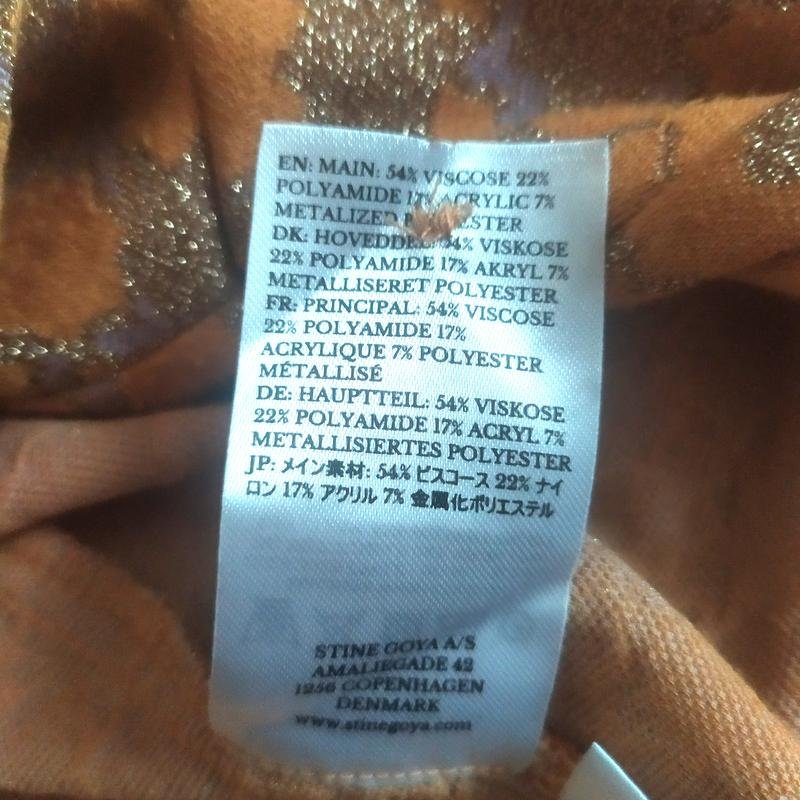 EN: MAIN: 54% VISCOSE 22%
POLYAMIDE 17% ACRYLIC 7%
METALIZED POLYESTER
DK: HOVEDDEL: 54% VISKOSE
22% POLYAMIDE 17% AKRYL 7%
METALLISERET POLYESTER
FR: PRINCIPAL: 54% VISCOSE
22% POLYAMIDE 17%
ACRYLIQUE 7% POLYESTER
MÉTALLISÉ
DE: HAUPTTEIL: 54% VISKOSE
22% POLYAMIDE 17% ACRYL 7%
METALLISIERTES POLYESTER
JP: メイン素材: 54% ビスコース 22% ナイ
ロン 17% アクリル 7% 金属化ポリエステル
STINE GOYA A/S
AMALIEGADE 42
1256 COPENHAGEN
DENMARK
www.stinegoya.com